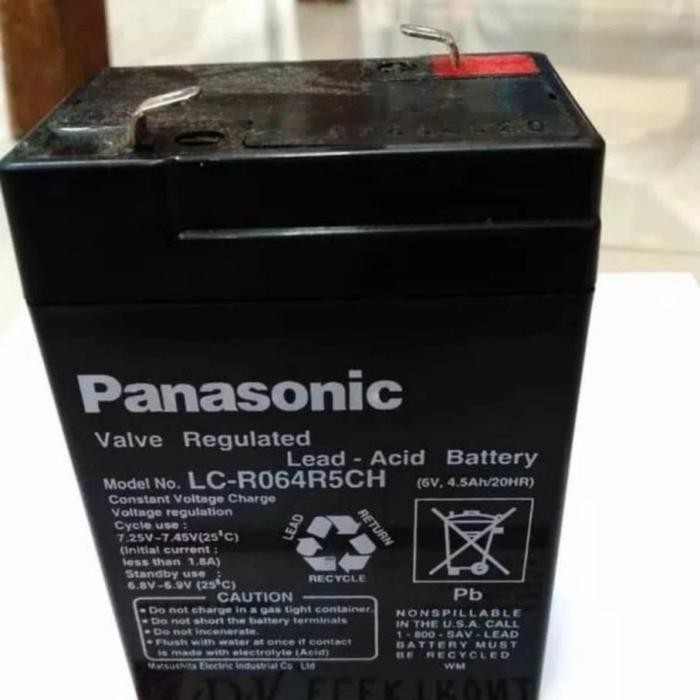 Panasonic
Valve Regulated
Lead - Acid Battery
Model No. LC-R064R5CH (6V, 4.5Ah/20HR)
Constant Voltage Charge
Voltage regulation
Cycle use :
7.25V~7.45V(25°C)
(Initial current :
less than 1.8A)
Standby use :
6.8V~6.9V (25°C)
LEAD
RETURN
RECYCLE
Pb
CAUTION
• Do not charge in a gas tight container.
• Do not short the battery terminals
• Do not incenerate.
• Flush with water at once if contact
is made with electrolyte (Acid)
Matsushita Electric Industrial Co Ltd
NONSPILLABLE
IN THE U.S.A. CALL
1 - 800 - SAV - LEAD
BATTERY MUST
BE RECYCLED
WM